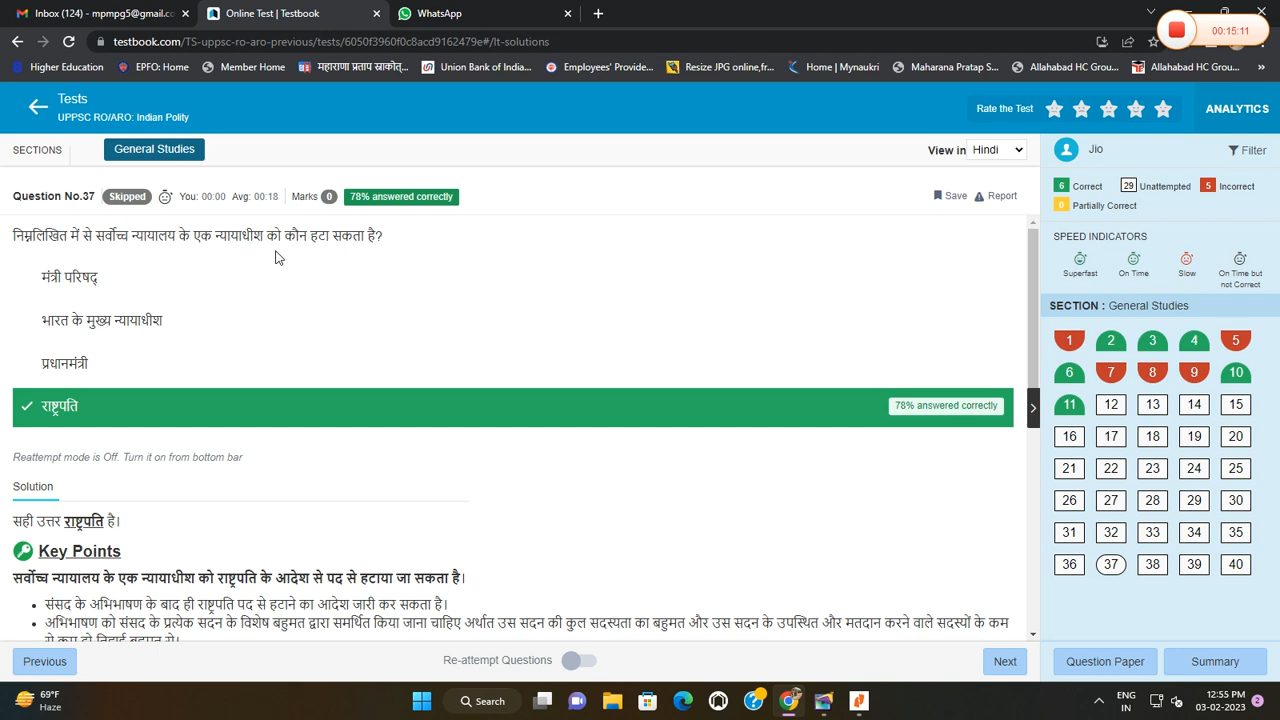 Inbox (124) - mpmpg5@gmail.co
Online Test | Testbook
WhatsApp
00:15:11
testbook.com/TS-uppsc-ro-aro-previous/tests/6050f3960f0c8acd9162479e#/lt-solutions
Higher Education
EPFO: Home
Member Home
महाराणा प्रताप स्नाकोत्...
Union Bank of India...
Employees' Provide...
Resize JPG online,fr...
Home | Mynaukri
Maharana Pratap S...
Allahabad HC Grou...
Allahabad HC Grou...
Tests
UPPSC RO/ARO: Indian Polity
Rate the Test
ANALYTICS
SECTIONS
General Studies
View in Hindi
Jio
Filter
Question No.37 Skipped You: 00:00 Avg: 00:18 Marks 0 78% answered correctly
Save Report
6 Correct 29 Unattempted 5 Incorrect
0 Partially Correct
निम्नलिखित में से सर्वोच्च न्यायालय के एक न्यायाधीश को कौन हटा सकता है?
मंत्री परिषद्
भारत के मुख्य न्यायाधीश
प्रधानमंत्री
राष्ट्रपति 78% answered correctly
Reattempt mode is Off. Turn it on from bottom bar
Solution
सही उत्तर राष्ट्रपति है।
Key Points
सर्वोच्च न्यायालय के एक न्यायाधीश को राष्ट्रपति के आदेश से पद से हटाया जा सकता है।
संसद के अभिभाषण के बाद ही राष्ट्रपति पद से हटाने का आदेश जारी कर सकता है।
अभिभाषण को संसद के प्रत्येक सदन के विशेष बहुमत द्वारा समर्थित किया जाना चाहिए अर्थात उस सदन की कुल सदस्यता का बहुमत और उस सदन के उपस्थित और मतदान करने वाले सदस्यों के कम
से कम दो तिहाई बहुमत से।
SPEED INDICATORS
Superfast
On Time
Slow
On Time but
not Correct
SECTION : General Studies
1 2 3 4 5
6 7 8 9 10
11 12 13 14 15
16 17 18 19 20
21 22 23 24 25
26 27 28 29 30
31 32 33 34 35
36 37 38 39 40
Previous
Re-attempt Questions
Next
Question Paper
Summary
69°F
Haze
Search
ENG
IN
12:55 PM
03-02-2023
2